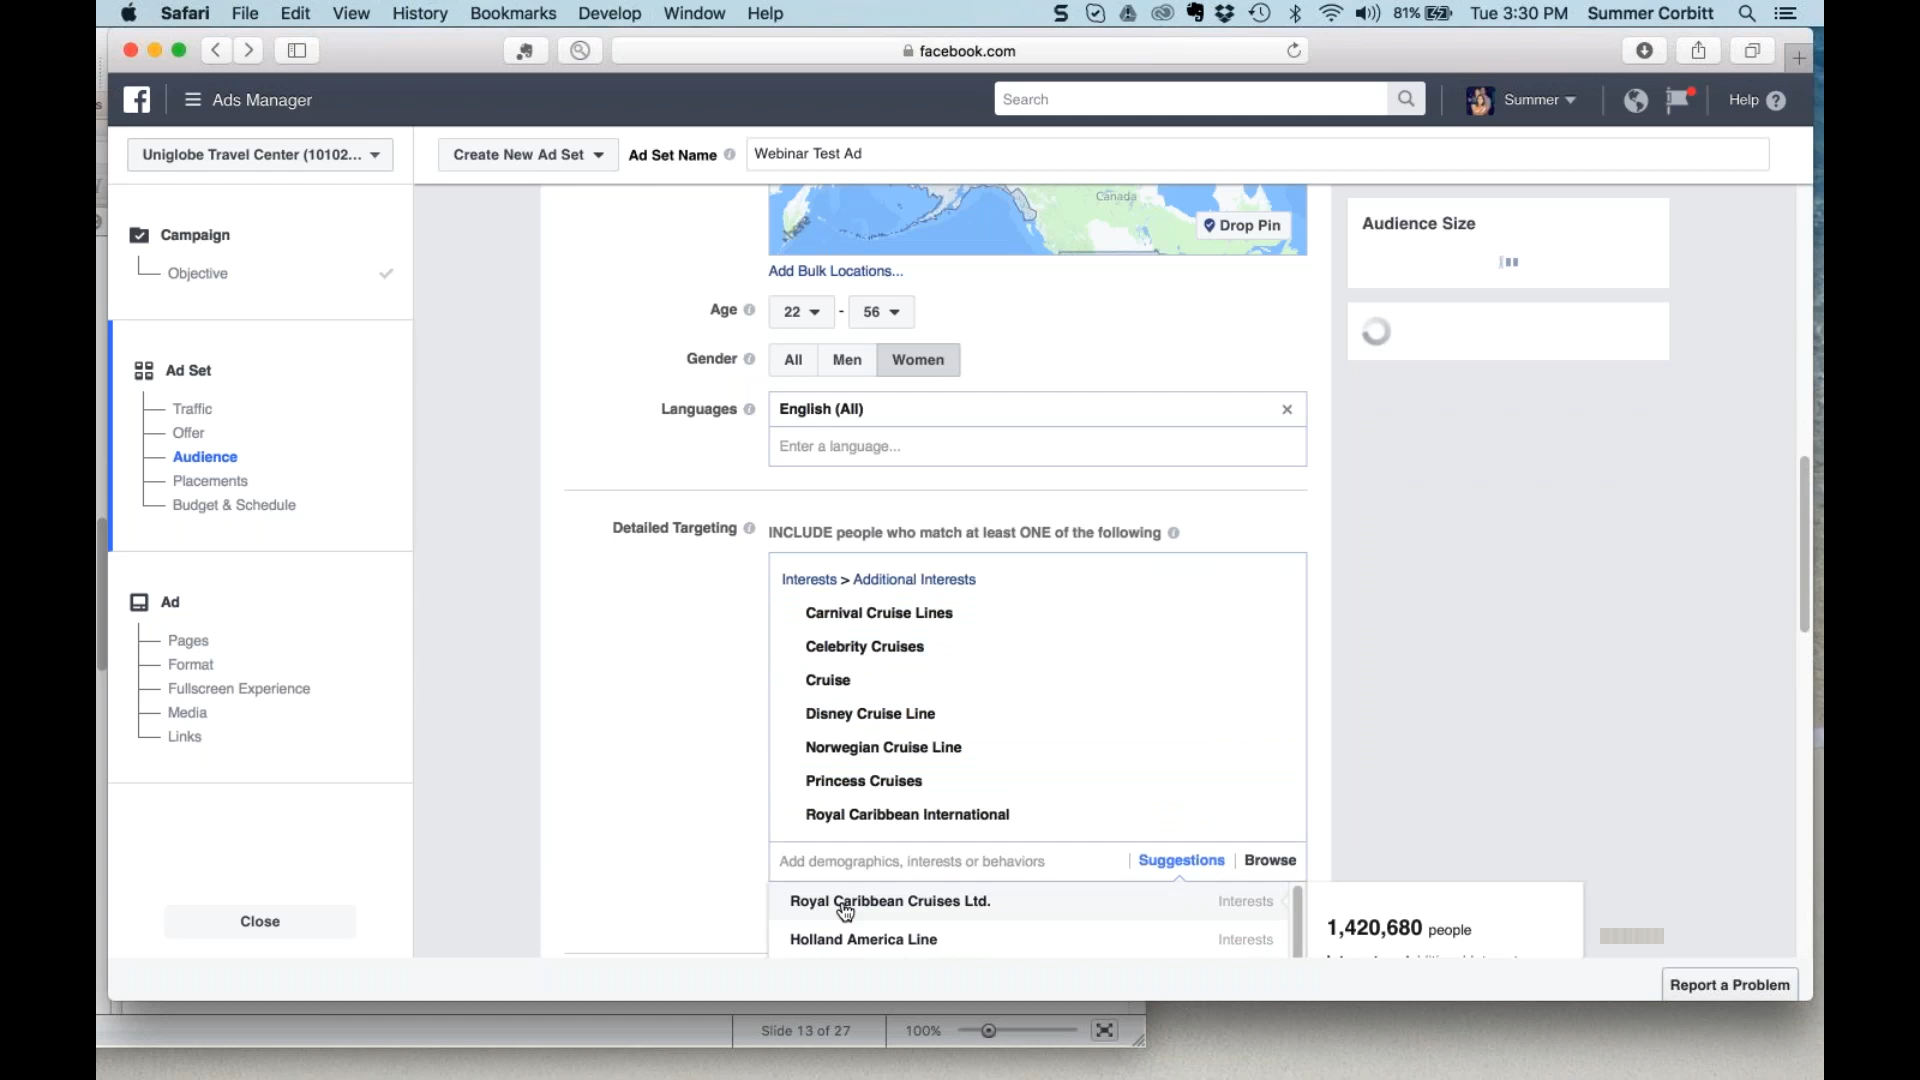 Safari File Edit View History Bookmarks Develop Window Help 81% Tue 3:30 PM Summer Corbitt
facebook.com
Ads Manager Search Summer Help
Uniglobe Travel Center (10102... Create New Ad Set Ad Set Name Webinar Test Ad
Campaign
Objective
Ad Set
Traffic
Offer
Audience
Placements
Budget & Schedule
Ad
Pages
Format
Fullscreen Experience
Media
Links
Close
Canada
Drop Pin
Add Bulk Locations...
Age 22 - 56
Gender All Men Women
Languages English (All)
Enter a language...
Detailed Targeting INCLUDE people who match at least ONE of the following
Interests > Additional Interests
Carnival Cruise Lines
Celebrity Cruises
Cruise
Disney Cruise Line
Norwegian Cruise Line
Princess Cruises
Royal Caribbean International
Add demographics, interests or behaviors Suggestions Browse
Royal Caribbean Cruises Ltd. Interests
Holland America Line Interests
Audience Size
1,420,680 people
Report a Problem
Slide 13 of 27 100%